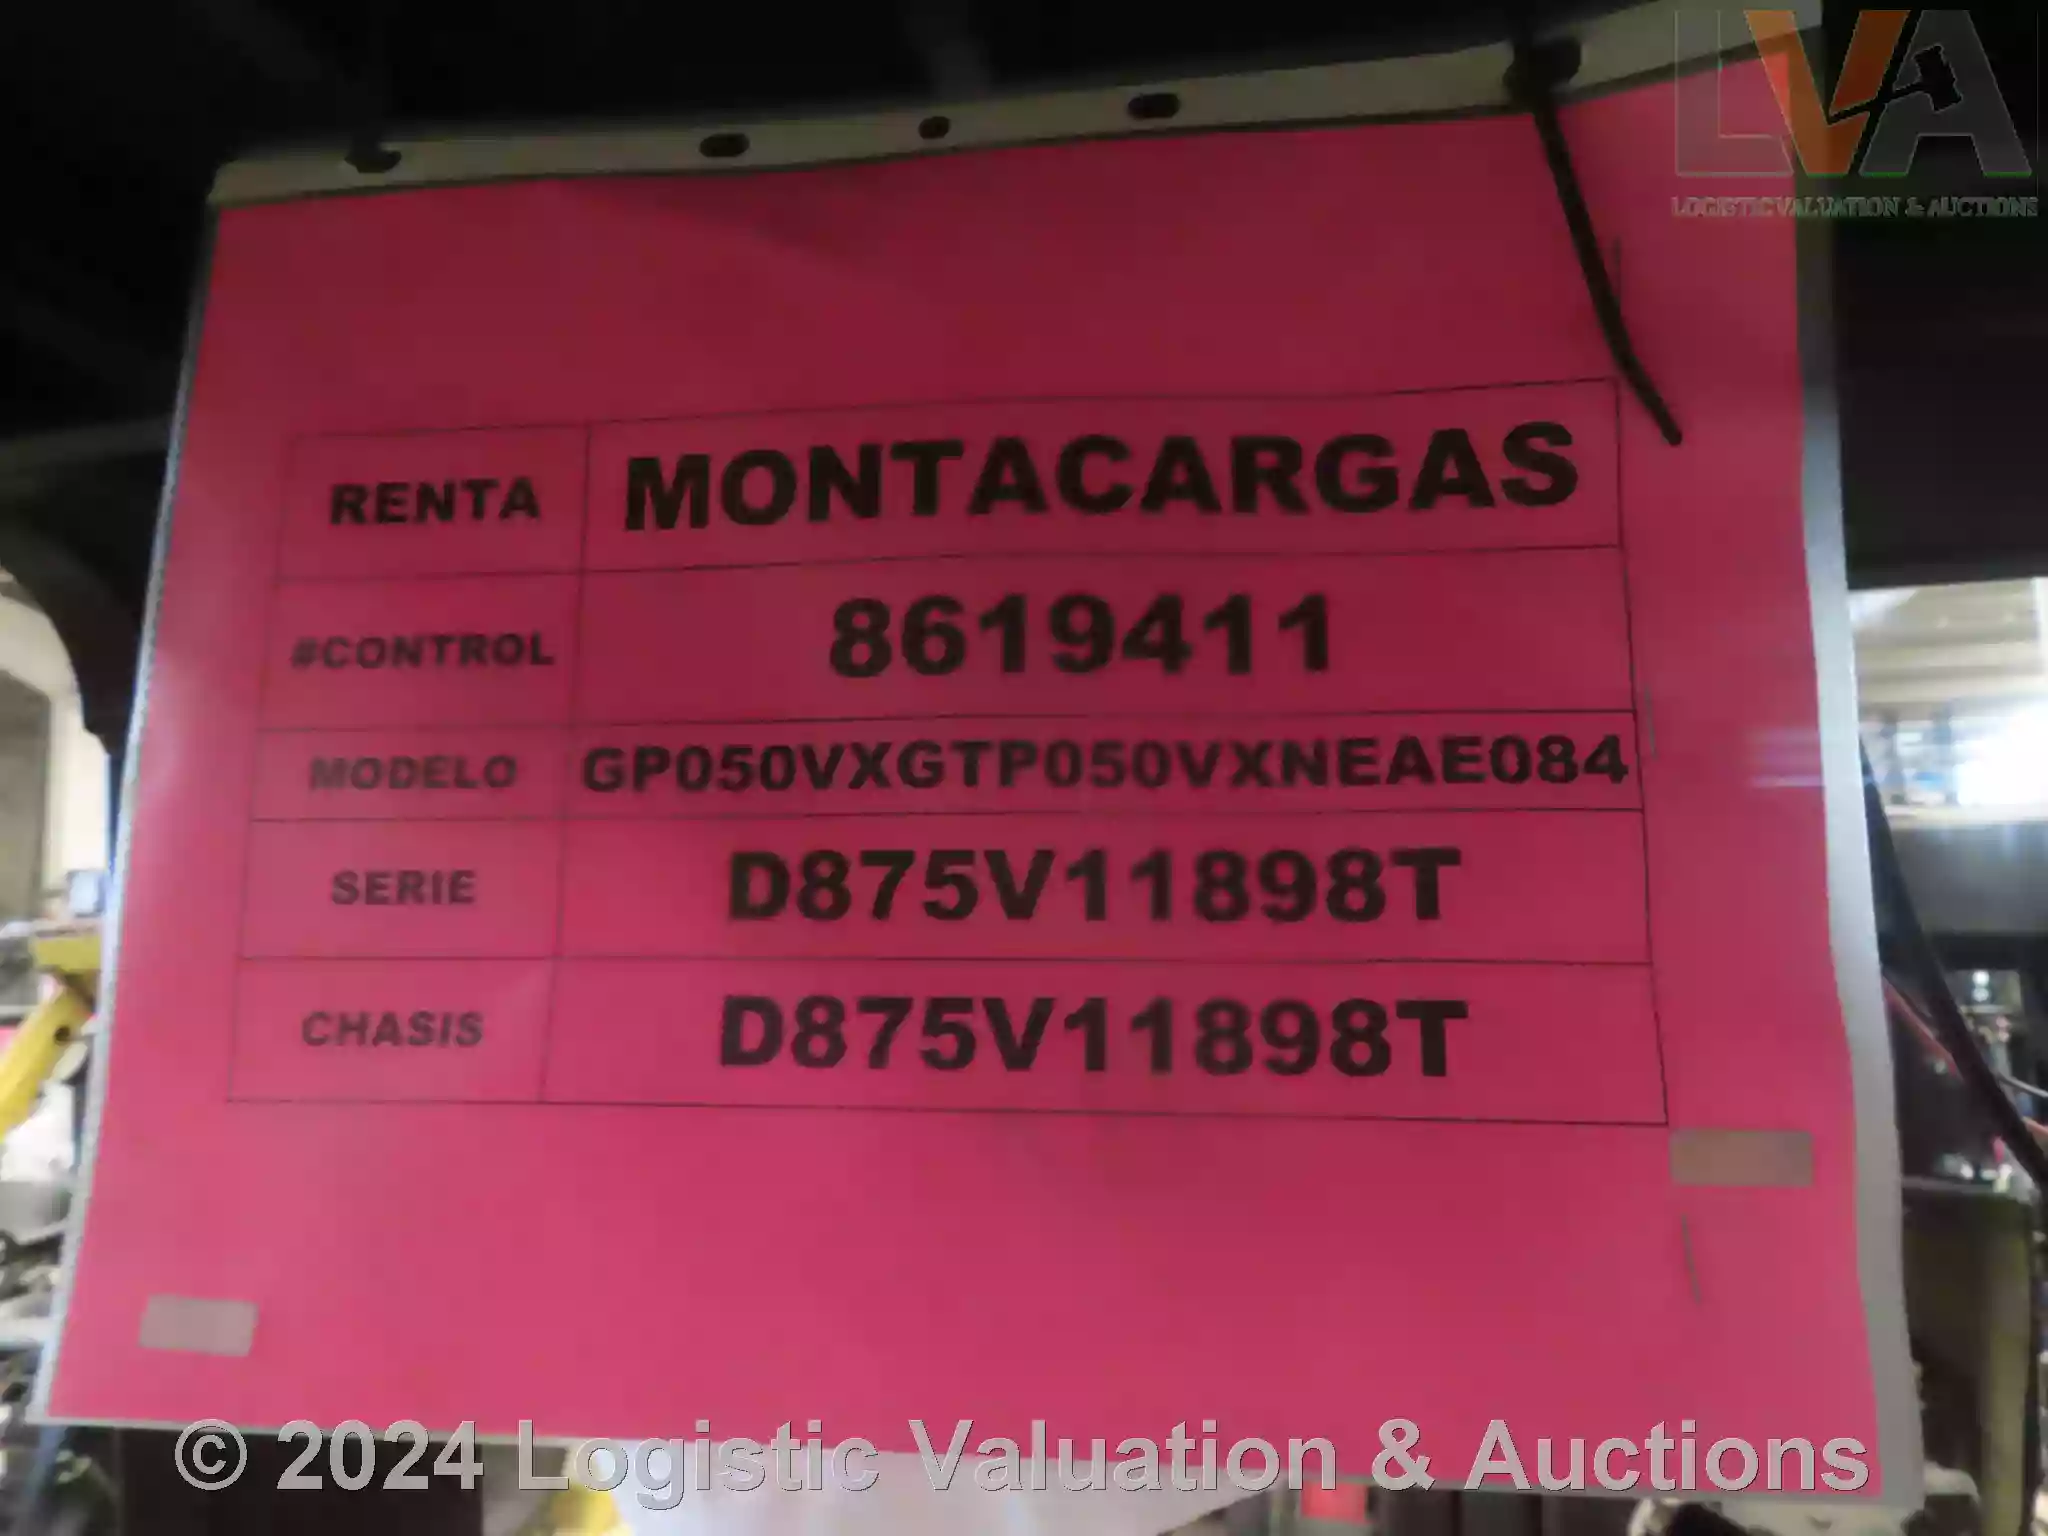 LVA
LOGISTIC VALUATION & AUCTIONS
RENTA MONTACARGAS
#CONTROL 8619411
MODELO GP050VXGTP050VXNEAE084
SERIE D875V11898T
CHASIS D875V11898T
© 2024 Logistic Valuation & Auctions